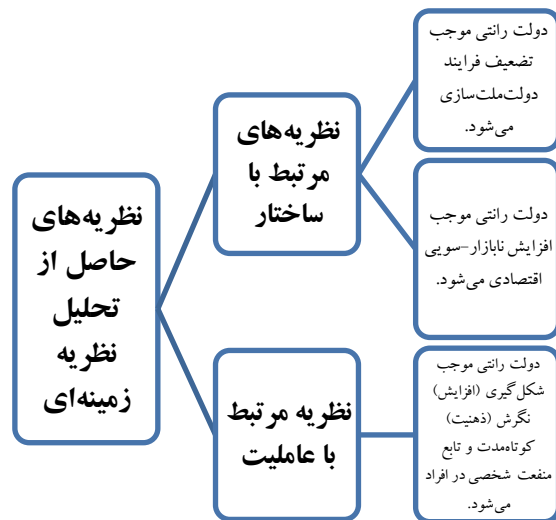 نظریه‌های
حاصل از
تحلیل
نظریه
زمینه‌ای
نظریه‌های
مرتبط با
ساختار
دولت رانتی موجب
تضعیف فرایند
دولت‌ملت‌سازی
می‌شود.
دولت رانتی موجب
افزایش نابازار-سویی
اقتصادی می‌شود.
نظریه مرتبط
با عاملیت
دولت رانتی موجب
شکل‌گیری (افزایش)
نگرش (ذهنیت)
کوتاه‌مدت و تابع
منفعت شخصی در افراد
می‌شود.